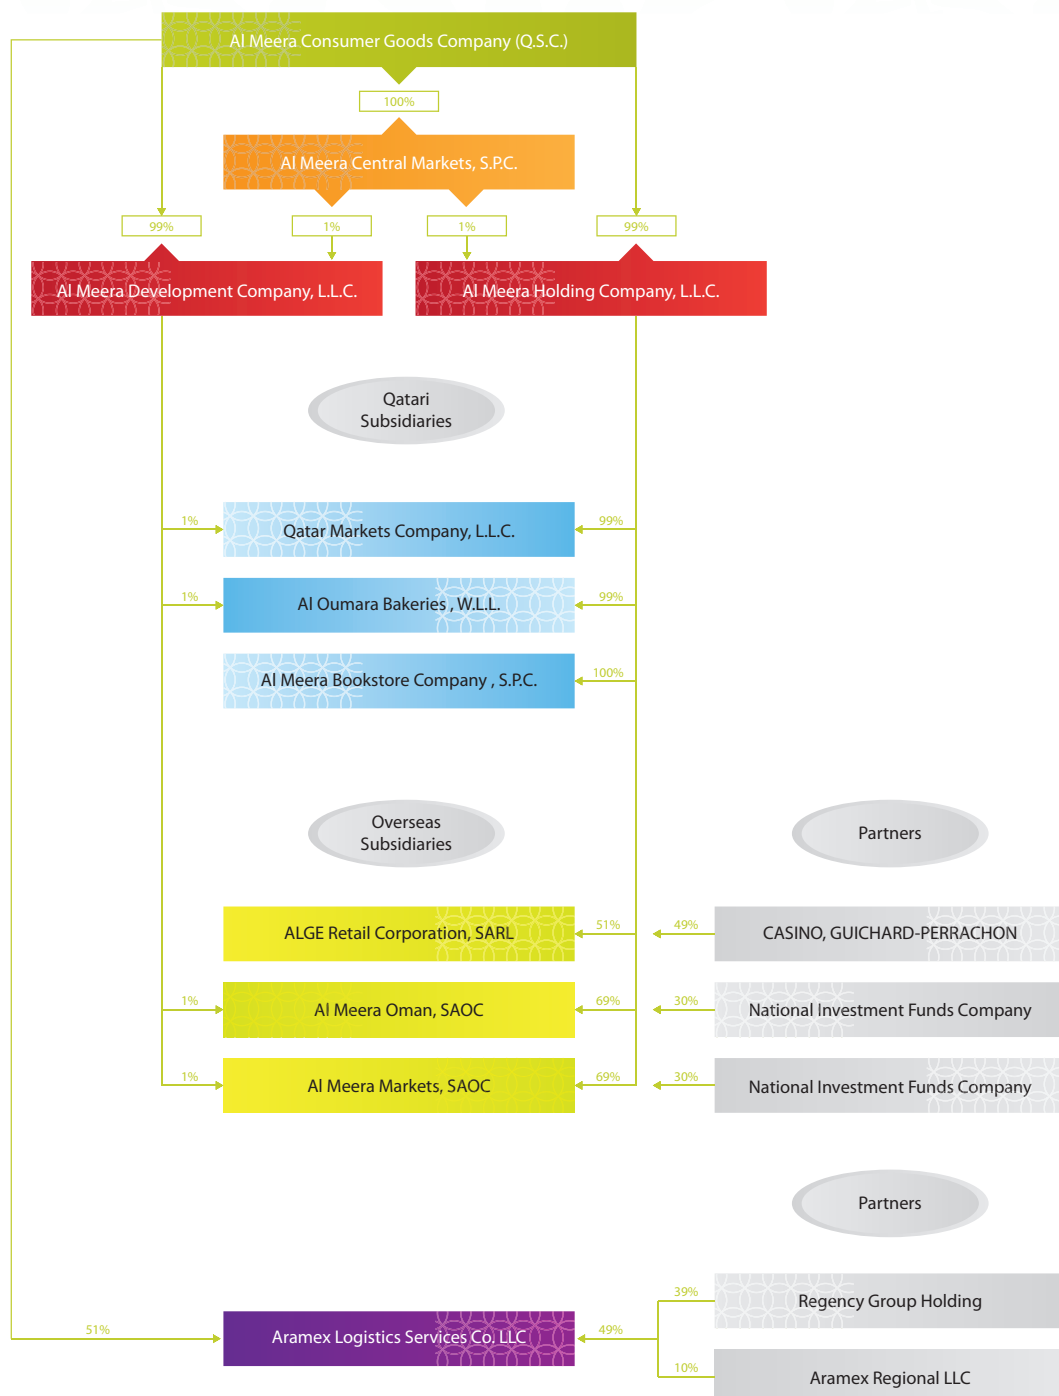 Al Meera Consumer Goods Company (Q.S.C.)
100%
Al Meera Central Markets, S.P.C.
99%
1%
1%
99%
Al Meera Development Company, L.L.C.
Al Meera Holding Company, L.L.C.
Qatari
Subsidiaries
1%
Qatar Markets Company, L.L.C.
99%
1%
Al Oumara Bakeries , W.L.L.
99%
Al Meera Bookstore Company , S.P.C.
100%
Overseas
Subsidiaries
Partners
ALGE Retail Corporation, SARL
51%
49%
CASINO, GUICHARD-PERRACHON
1%
Al Meera Oman, SAOC
69%
30%
National Investment Funds Company
1%
Al Meera Markets, SAOC
69%
30%
National Investment Funds Company
Partners
39%
Regency Group Holding
51%
Aramex Logistics Services Co. LLC
49%
10%
Aramex Regional LLC